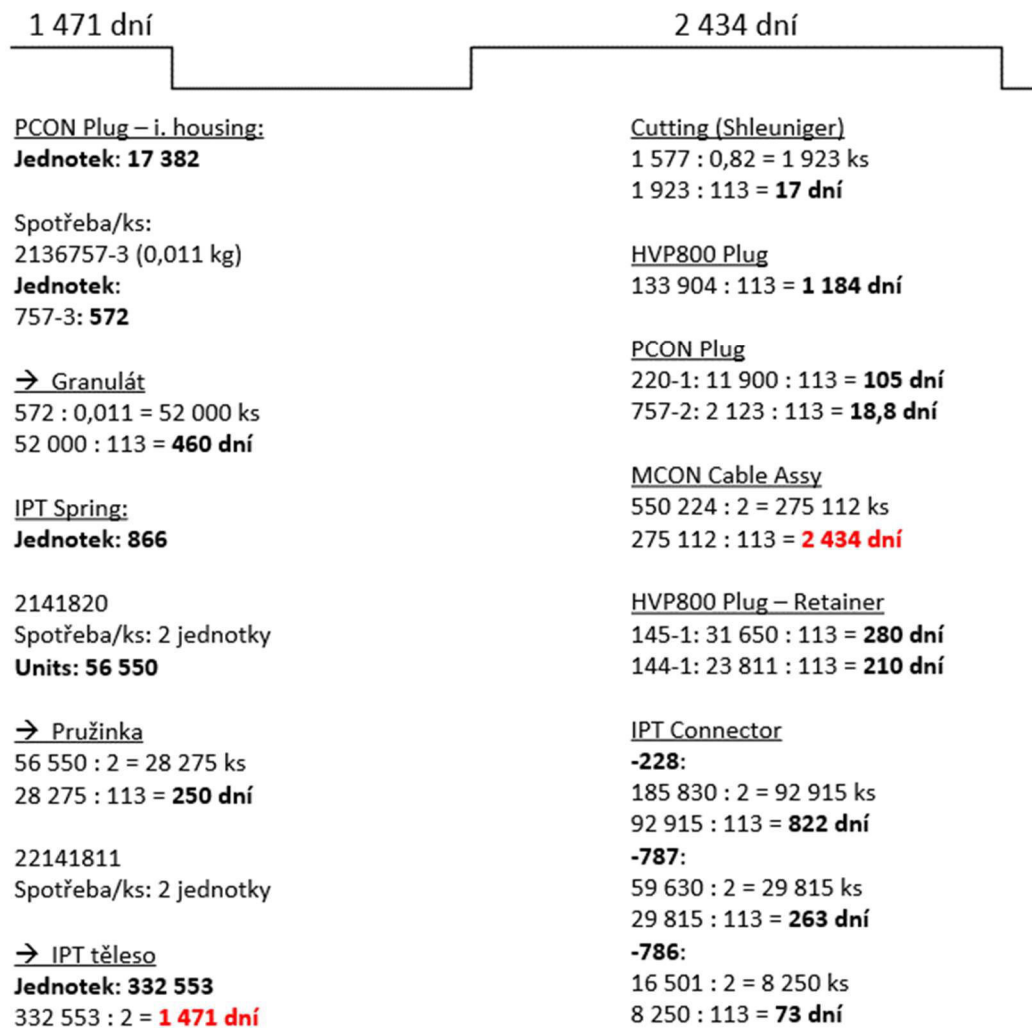 1 471 dní
2 434 dní
PCON Plug – i. housing:
Jednotek: 17 382
Spotřeba/ks:
2136757-3 (0,011 kg)
Jednotek:
757-3: 572
→ Granulát
572 : 0,011 = 52 000 ks
52 000 : 113 = 460 dní
IPT Spring:
Jednotek: 866
2141820
Spotřeba/ks: 2 jednotky
Units: 56 550
→ Pružinka
56 550 : 2 = 28 275 ks
28 275 : 113 = 250 dní
22141811
Spotřeba/ks: 2 jednotky
→ IPT těleso
Jednotek: 332 553
332 553 : 2 = 1 471 dní
Cutting (Shleuniger)
1 577 : 0,82 = 1 923 ks
1 923 : 113 = 17 dní
HVP800 Plug
133 904 : 113 = 1 184 dní
PCON Plug
220-1: 11 900 : 113 = 105 dní
757-2: 2 123 : 113 = 18,8 dní
MCON Cable Assy
550 224 : 2 = 275 112 ks
275 112 : 113 = 2 434 dní
HVP800 Plug – Retainer
145-1: 31 650 : 113 = 280 dní
144-1: 23 811 : 113 = 210 dní
IPT Connector
-228:
185 830 : 2 = 92 915 ks
92 915 : 113 = 822 dní
-787:
59 630 : 2 = 29 815 ks
29 815 : 113 = 263 dní
-786:
16 501 : 2 = 8 250 ks
8 250 : 113 = 73 dní